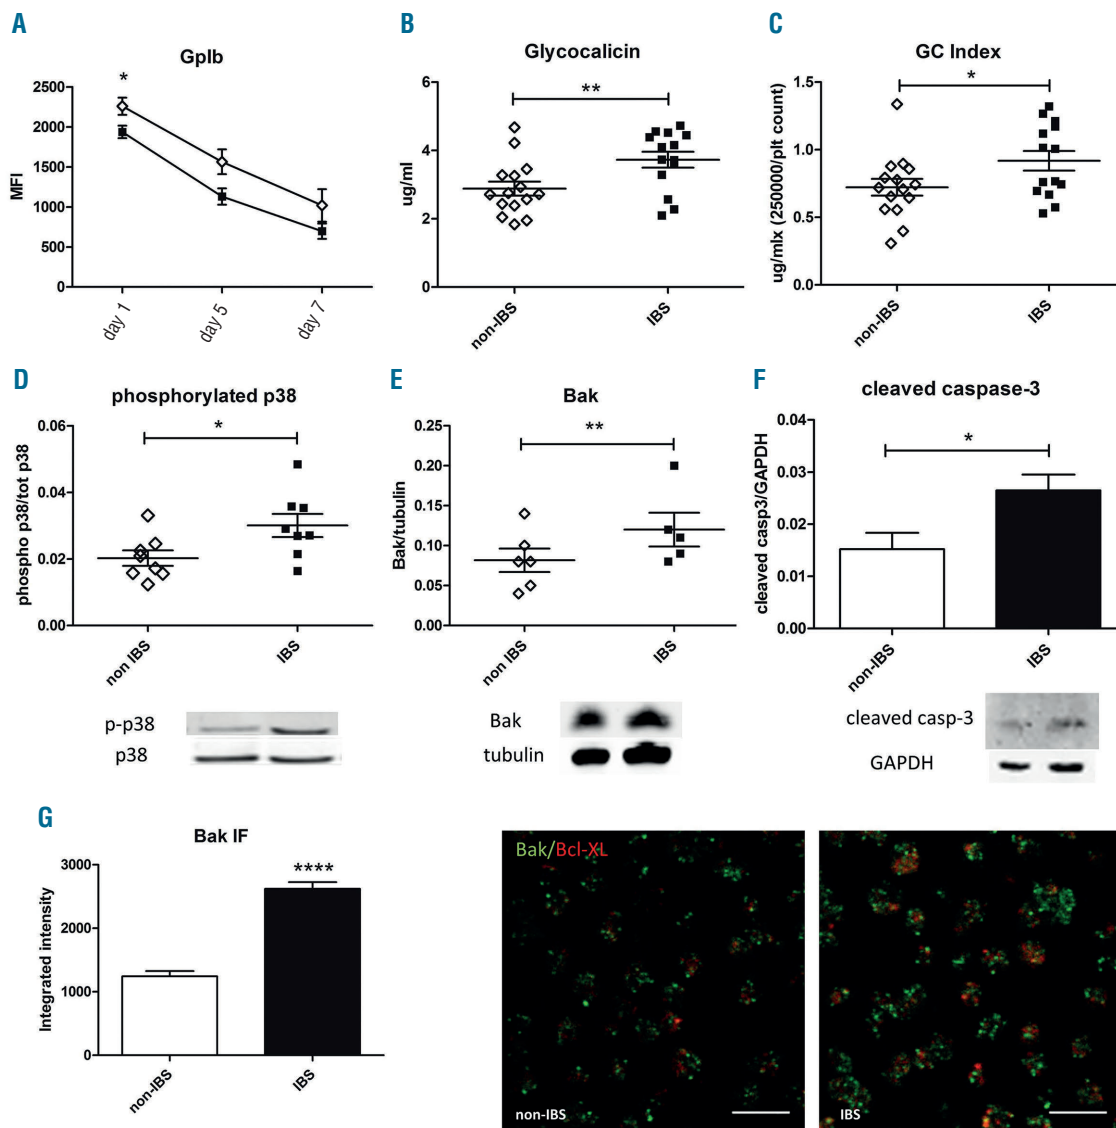 A
GpIb
*
MFI
2500
2000
1500
1000
500
0
day 1
day 5
day 7
B
Glycocalicin
**
ug/ml
6
4
2
0
non-IBS
IBS
C
GC Index
*
ug/mlx (250000/plt count)
1.5
1.0
0.5
0.0
non-IBS
IBS
D
phosphorylated p38
*
phospho p38/tot p38
0.06
0.04
0.02
0.00
non IBS
IBS
p-p38
p38
E
Bak
**
Bak/tubulin
0.25
0.20
0.15
0.10
0.05
0.00
non IBS
IBS
Bak
tubulin
F
cleaved caspase-3
*
cleaved casp3/GAPDH
0.04
0.03
0.02
0.01
0.00
non-IBS
IBS
cleaved casp-3
GAPDH
G
Bak IF
****
Integrated intensity
3000
2000
1000
0
non-IBS
IBS
Bak/Bcl-XL
non-IBS
IBS